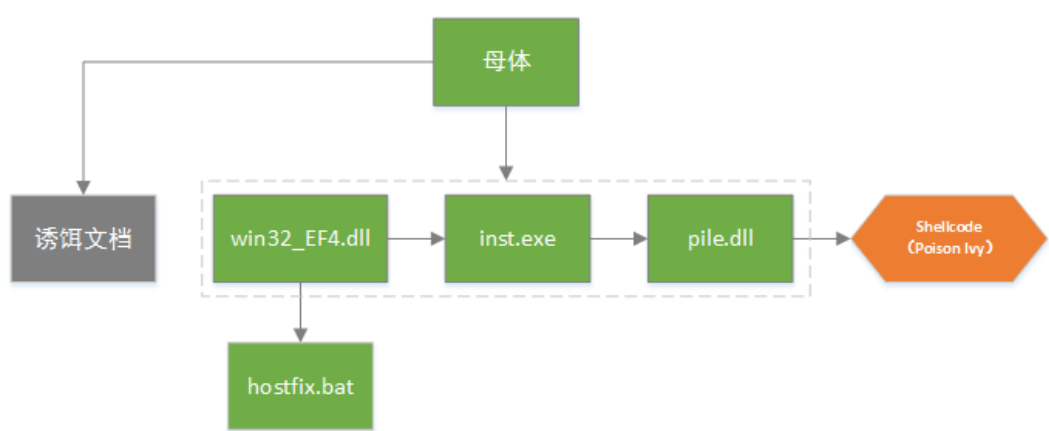 母体
诱饵文档
win32_EF4.dll
inst.exe
pile.dll
Shellcode
（Poison Ivy）
hostfix.bat